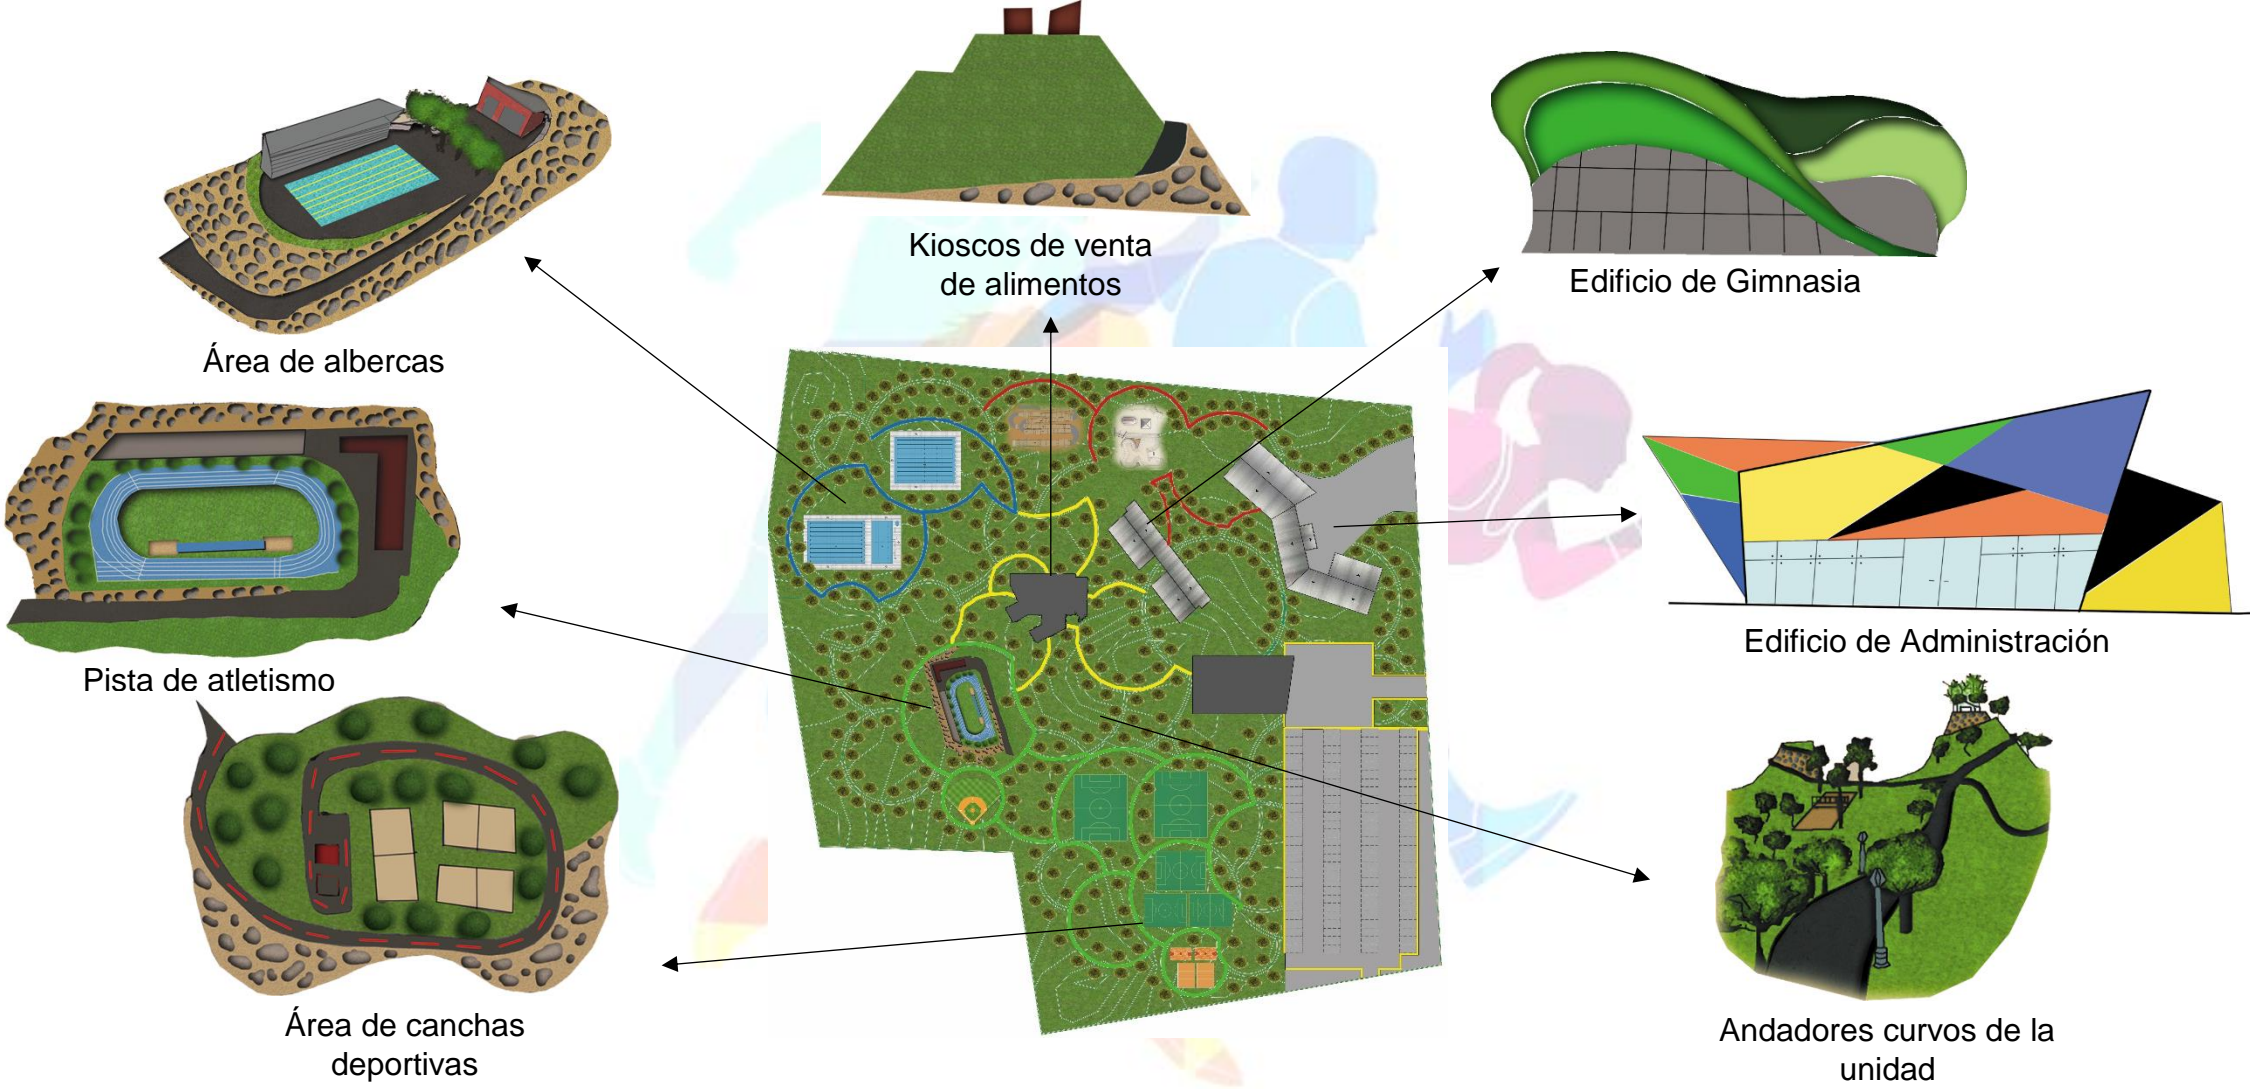 Kioscos de venta
de alimentos
Edificio de Gimnasia
Área de albercas
Edificio de Administración
Pista de atletismo
Área de canchas
deportivas
Andadores curvos de la
unidad